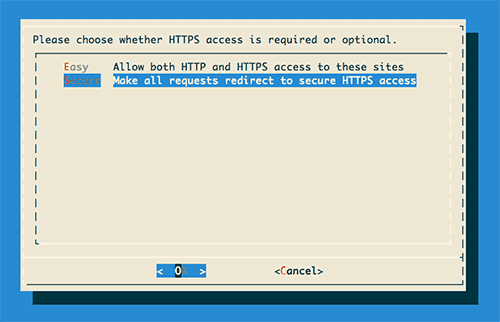 Please choose whether HTTPS access is required or optional.
Easy Allow both HTTP and HTTPS access to these sites
Secure Make all requests redirect to secure HTTPS access
< OK > <Cancel>